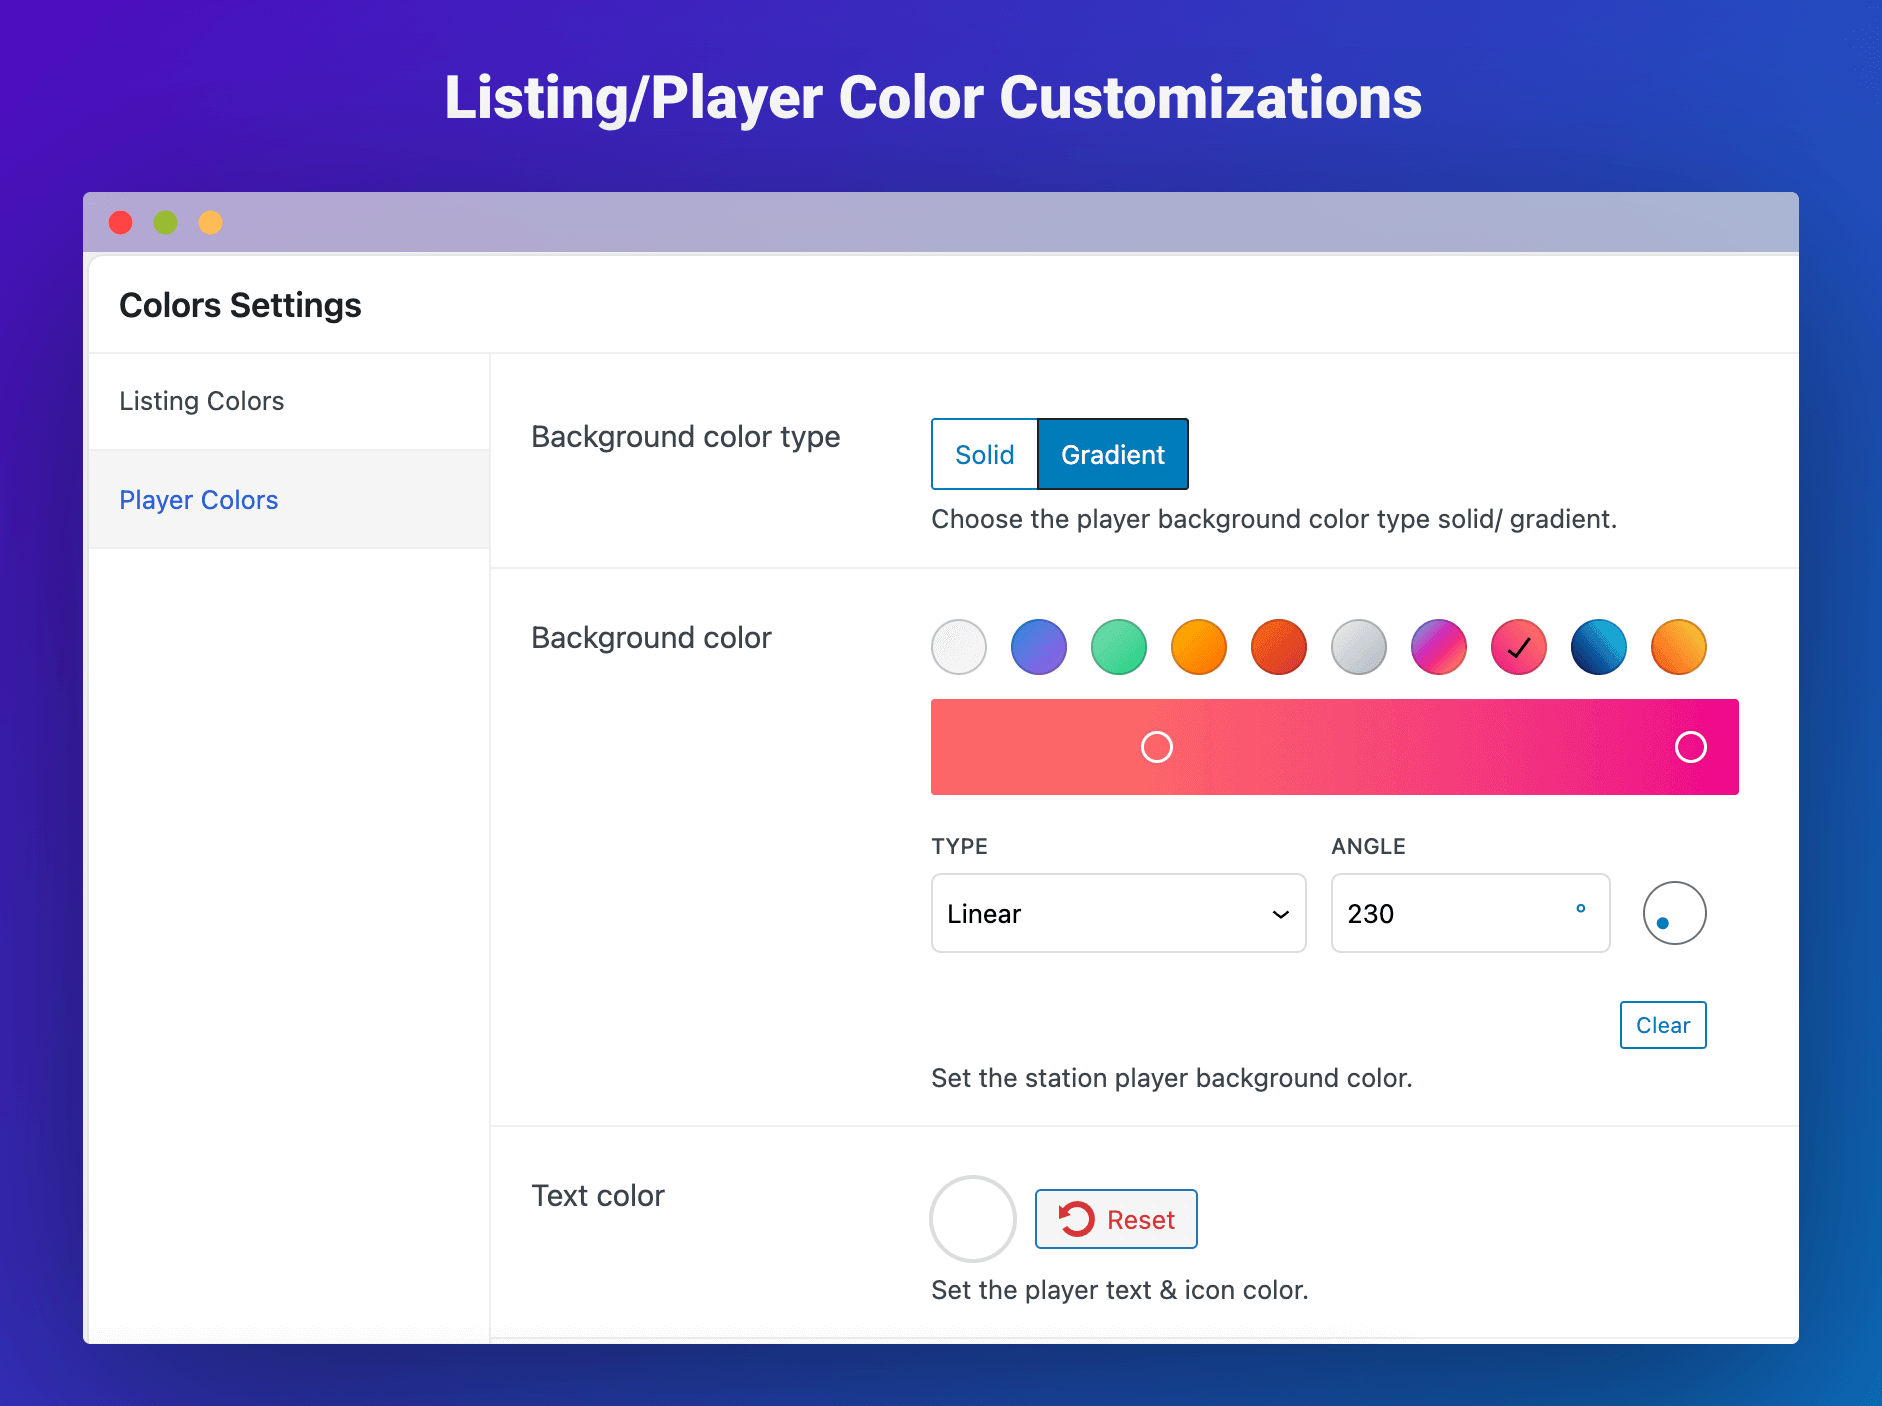 Listing/Player Color Customizations
Colors Settings
Listing Colors
Player Colors
Background color type
Solid
Gradient
Choose the player background color type solid/ gradient.
Background color
TYPE
ANGLE
Linear
230
°
Clear
Set the station player background color.
Text color
Reset
Set the player text & icon color.